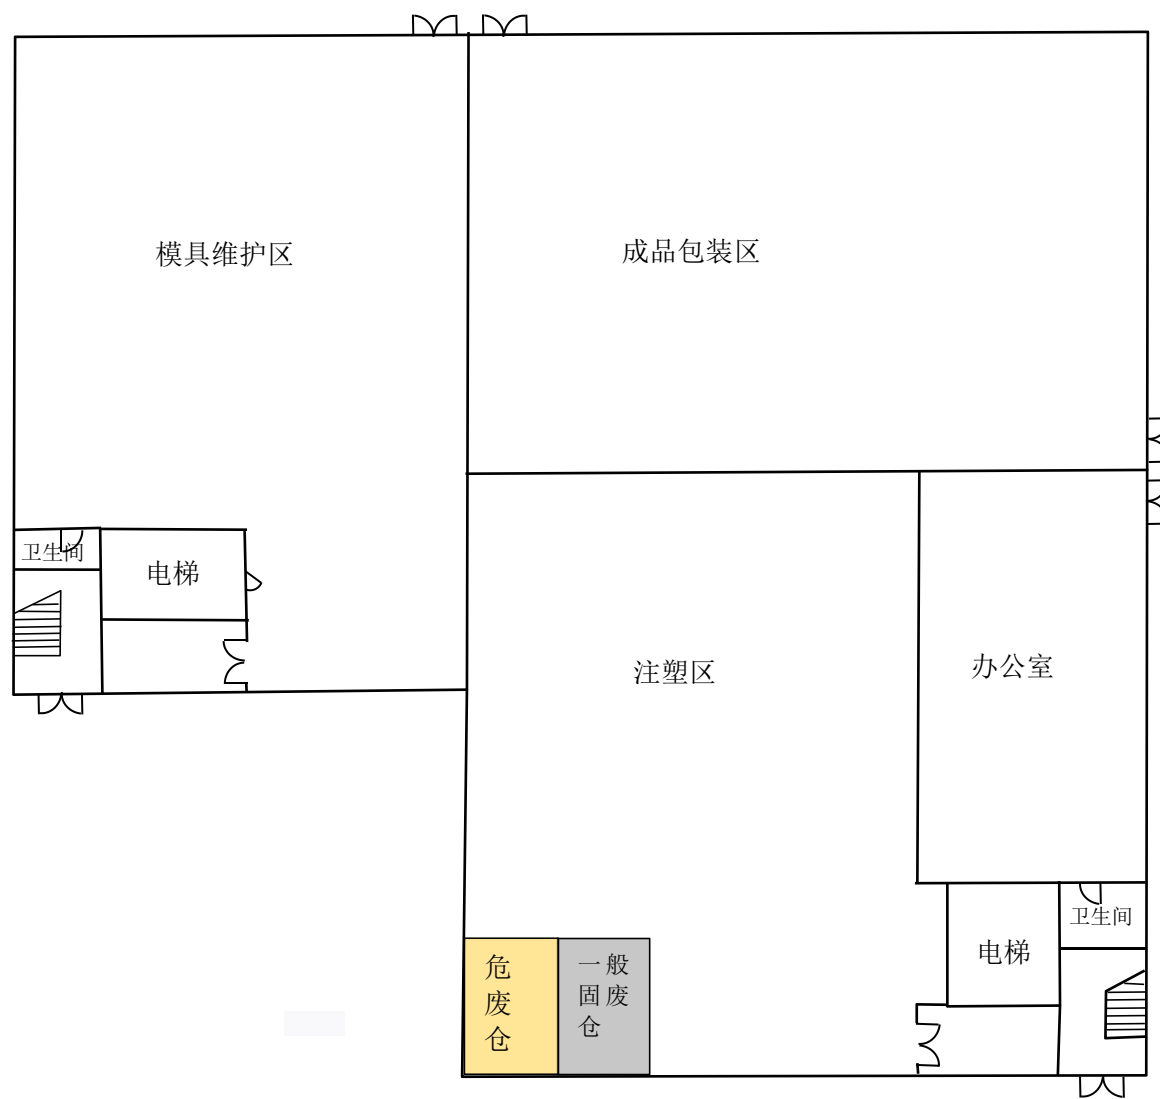 模具维护区
成品包装区
卫生间
电梯
注塑区
办公室
卫生间
电梯
危
废
仓
一般
固废
仓